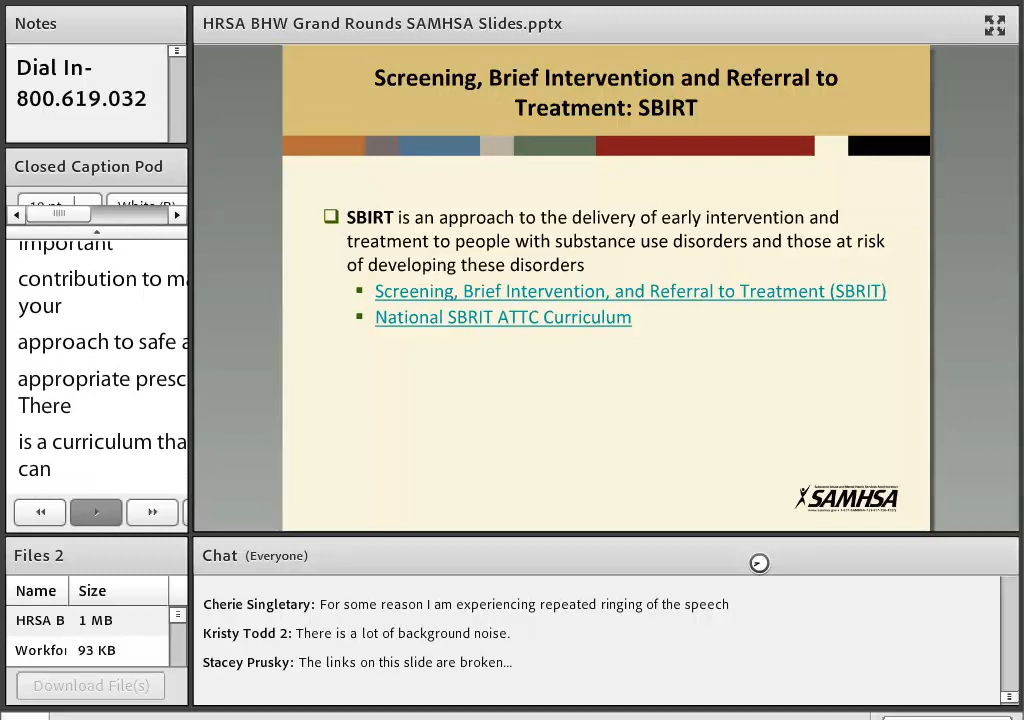 Notes
HRSA BHW Grand Rounds SAMHSA Slides.pptx
Dial In-
800.619.032
Screening, Brief Intervention and Referral to
Treatment: SBIRT
Closed Caption Pod
important
contribution to ma
your
approach to safe a
appropriate presc
There
is a curriculum tha
can
SBIRT is an approach to the delivery of early intervention and
treatment to people with substance use disorders and those at risk
of developing these disorders
Screening, Brief Intervention, and Referral to Treatment (SBRIT)
National SBRIT ATTC Curriculum
SAMHSA
Files 2
Name Size
HRSA B 1 MB
Workfo 93 KB
Download File(s)
Chat (Everyone)
Cherie Singletary: For some reason I am experiencing repeated ringing of the speech
Kristy Todd 2: There is a lot of background noise.
Stacey Prusky: The links on this slide are broken...